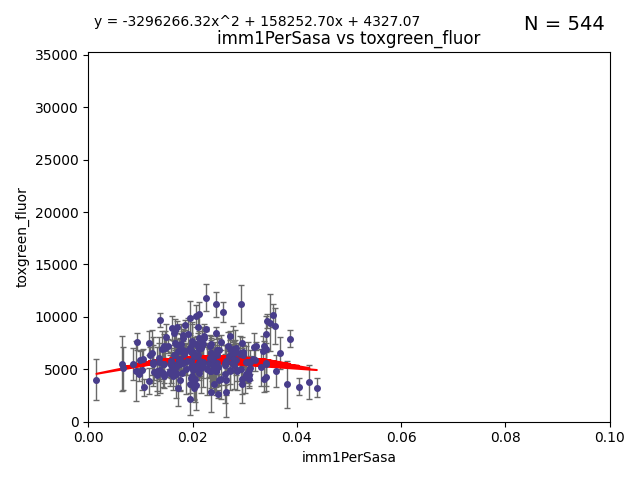 y = -3296266.32x^2 + 158252.70x + 4327.07
N = 544
imm1PerSasa vs toxgreen_fluor
35000
30000
25000
20000
15000
10000
5000
0
toxgreen_fluor
0.00 0.02 0.04 0.06 0.08 0.10
imm1PerSasa